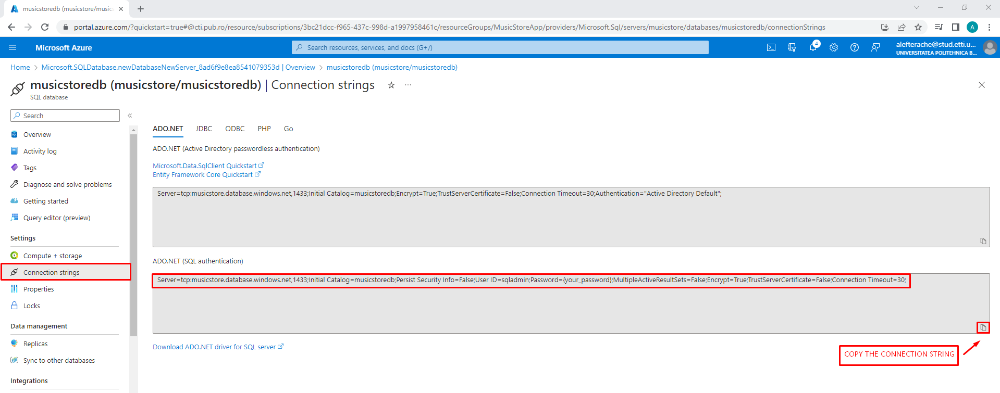 musicstoredb (musicstore/music
portal.azure.com/?quickstart=true#@cti.pub.ro/resource/subscriptions/3bc21dcc-f965-437c-998d-a1997958461c/resourceGroups/MusicStoreApp/providers/Microsoft.Sql/servers/musicstore/databases/musicstoredb/connectionStrings
A
Microsoft Azure
Search resources, services, and docs (G+/)
4
alefterache@stud.etti.u...
UNIVERSITATEA POLITEHNICA B...
Home > Microsoft.SQLDatabase.newDatabaseNewServer_8ad6f9e8ea8541079353d | Overview > musicstoredb (musicstore/musicstoredb)
musicstoredb (musicstore/musicstoredb) | Connection strings
SQL database
Search
Overview
Activity log
Tags
Diagnose and solve problems
Getting started
Query editor (preview)
Settings
Compute + storage
Connection strings
Properties
Locks
Data management
Replicas
Sync to other databases
Integrations
ADO.NET JDBC ODBC PHP Go
ADO.NET (Active Directory passwordless authentication)
Microsoft.Data.SqlClient Quickstart
Entity Framework Core Quickstart
Server=tcp:musicstore.database.windows.net,1433;Initial Catalog=musicstoredb;Encrypt=True;TrustServerCertificate=False;Connection Timeout=30;Authentication="Active Directory Default";
ADO.NET (SQL authentication)
Server=tcp:musicstore.database.windows.net,1433;Initial Catalog=musicstoredb;Persist Security Info=False;User ID=sqladmin;Password={your_password};MultipleActiveResultSets=False;Encrypt=True;TrustServerCertificate=False;Connection Timeout=30;
Download ADO.NET driver for SQL server
COPY THE CONNECTION STRING